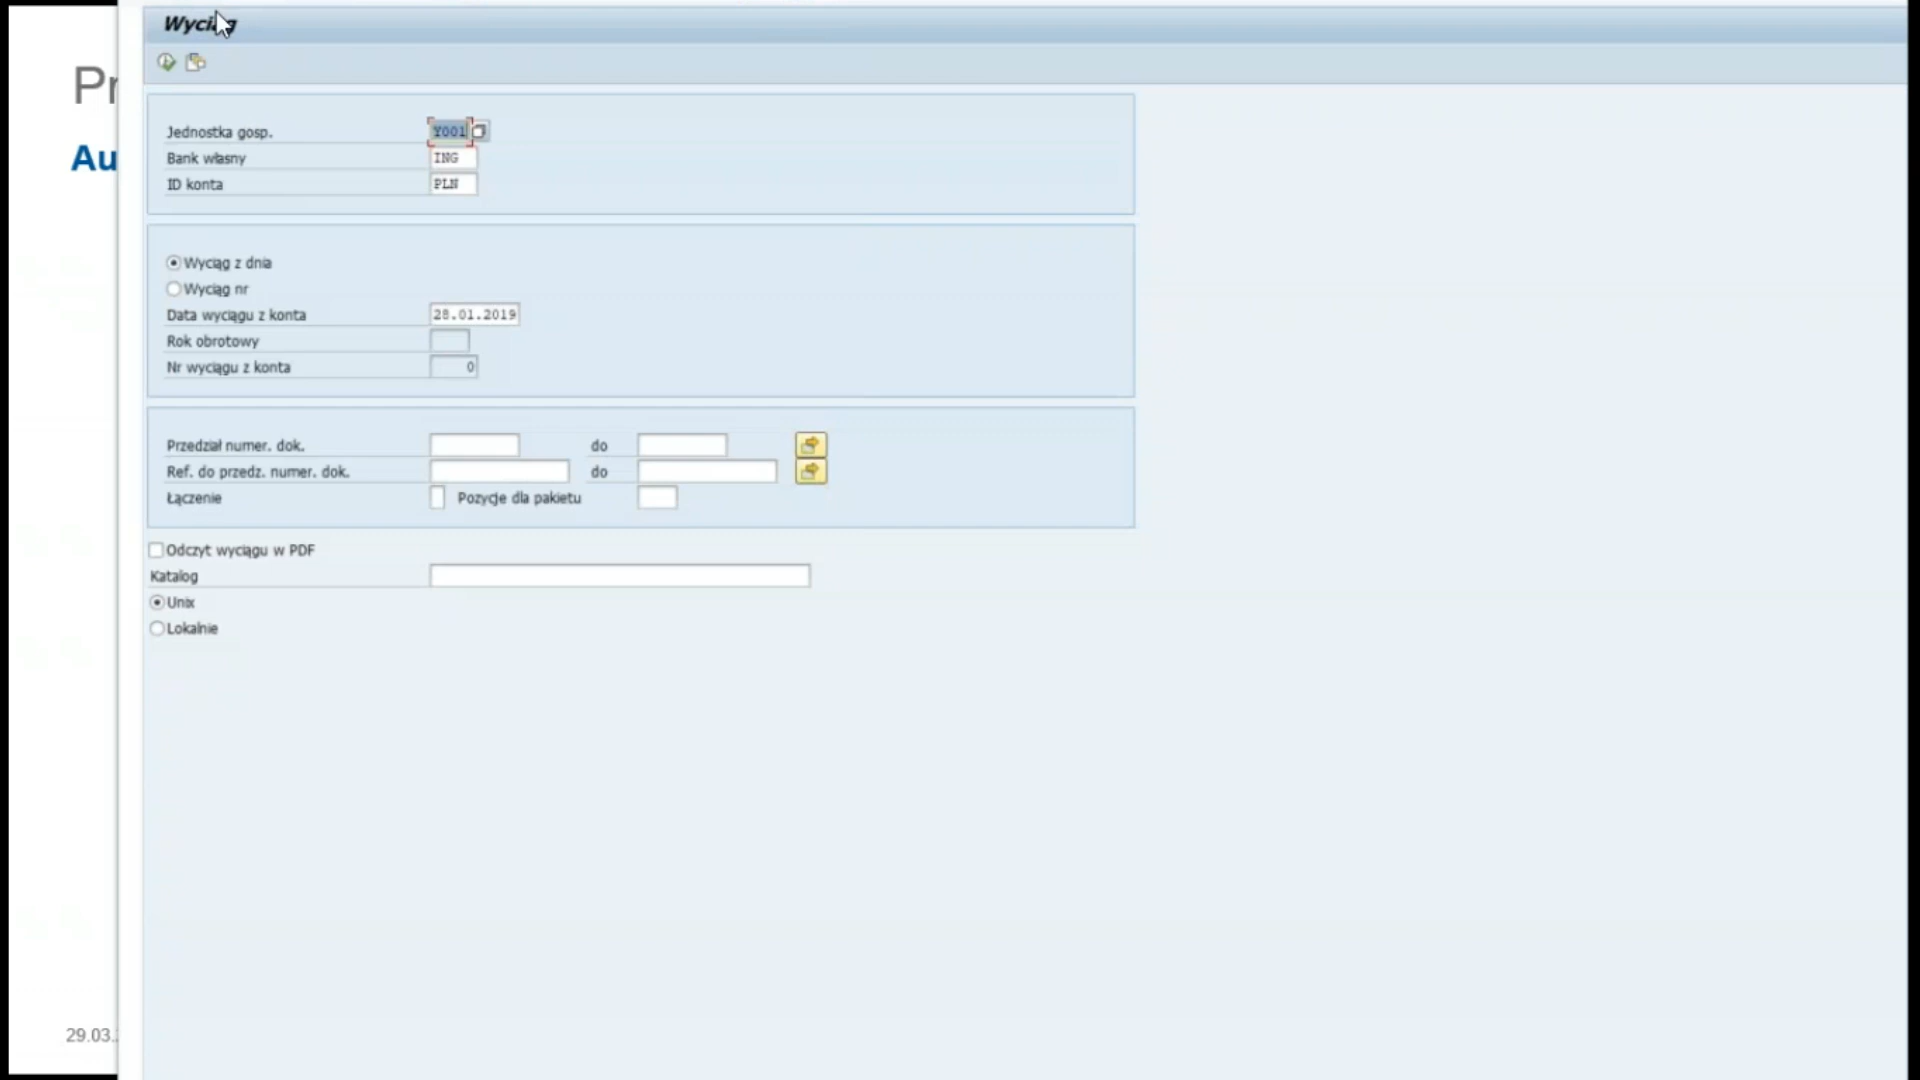 Wyciąg
Pr
Au
Jednostka gosp. Y001
Bank własny ING
ID konta PLN
Wyciąg z dnia
Wyciąg nr
Data wyciągu z konta 28.01.2019
Rok obrotowy
Nr wyciągu z konta 0
Przedział numer. dok. do
Ref. do przedz. numer. dok. do
Łączenie Pozycje dla pakietu
Odczyt wyciągu w PDF
Katalog
Unix
Lokalnie
29.03.